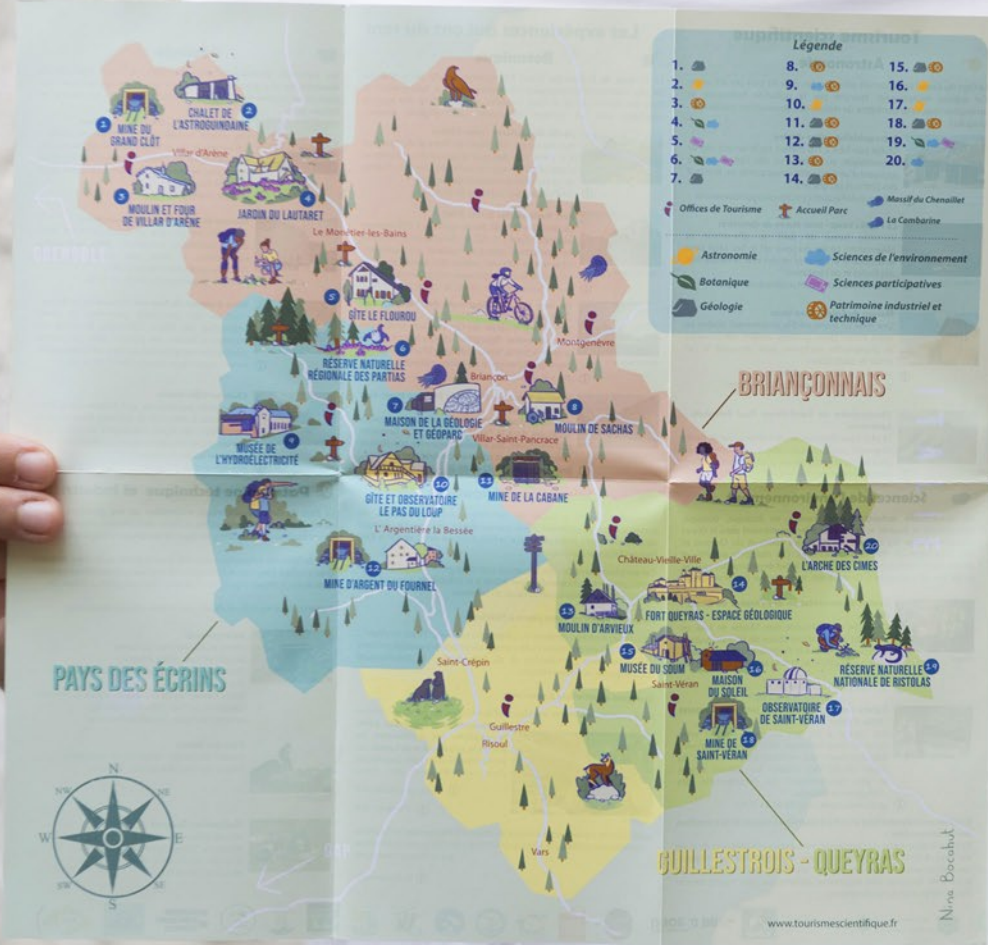 Légende
1.
2.
3.
4.
5.
6.
7.
8.
9.
10.
11.
12.
13.
14.
15.
16.
17.
18.
19.
20.
Offices de Tourisme
Accueil Parc
Massif du Chenaillet
La Cambarine
Astronomie
Botanique
Géologie
Sciences de l'environnement
Sciences participatives
Patrimoine industriel et
technique
1
MINE DU
GRAND CLÔT
2
CHALET DE
L'ASTROGUINDAINE
Villar d'Arène
3
MOULIN ET FOUR
DE VILLAR D'ARÈNE
4
JARDIN DU LAUTARET
Le Monêtier-les-Bains
5
GÎTE LE FLOUROU
6
RÉSERVE NATURELLE
RÉGIONALE DES PARTIAS
Montgenèvre
Briançon
7
MAISON DE LA GÉOLOGIE
ET GÉOPARC
8
MOULIN DE SACHAS
Villar-Saint-Pancrace
BRIANÇONNAIS
9
MUSÉE DE
L'HYDROÉLECTRICITÉ
10
GÎTE ET OBSERVATOIRE
LE PAS DU LOUP
11
MINE DE LA CABANE
L' Argentière la Bessée
12
MINE D'ARGENT DU FOURNEL
Château-Vieille-Ville
20
L'ARCHE DES CIMES
13
MOULIN D'ARVIEUX
14
FORT QUEYRAS - ESPACE GÉOLOGIQUE
15
MUSÉE DU SOUM
Saint-Véran
16
MAISON
DU SOLEIL
17
OBSERVATOIRE
DE SAINT-VÉRAN
18
MINE DE
SAINT-VÉRAN
19
RÉSERVE NATURELLE
NATIONALE DE RISTOLAS
PAYS DES ÉCRINS
Saint-Crépin
Guillestre
Risoul
Vars
GUILLESTROIS - QUEYRAS
N
NE
E
SE
S
SW
W
NW
GRENOBLE
GAP
www.tourismescientifique.fr
Nina Bocahut